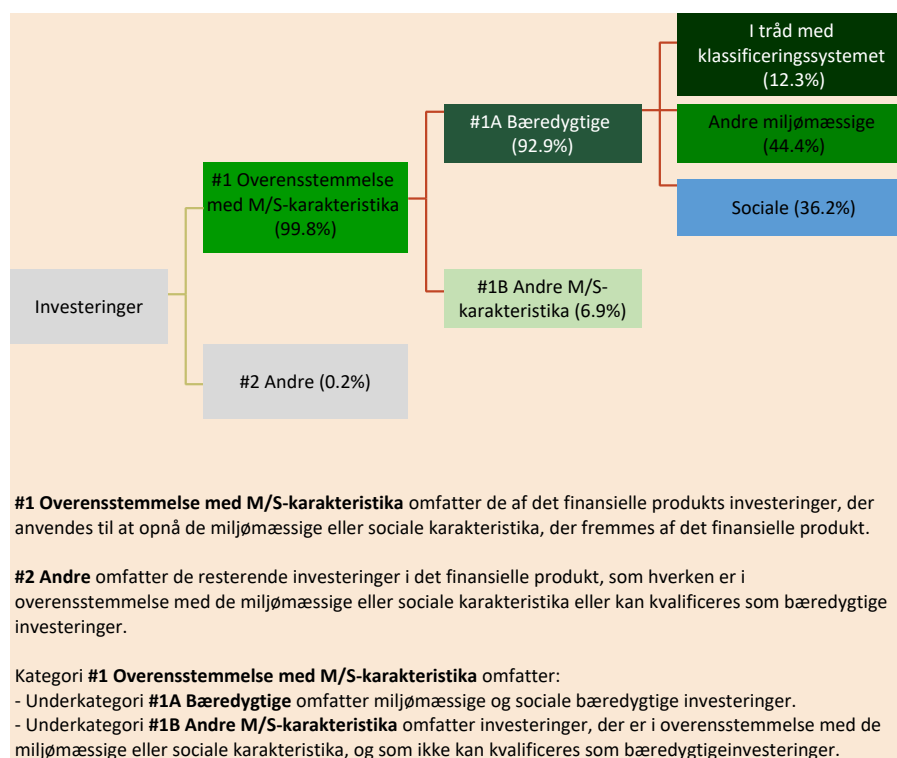 I tråd med
klassificeringssystemet
(12.3%)
#1A Bæredygtige
(92.9%)
Andre miljømæssige
(44.4%)
#1 Overensstemmelse
med M/S-karakteristika
(99.8%)
Sociale (36.2%)
Investeringer
#1B Andre M/S-
karakteristika (6.9%)
#2 Andre (0.2%)
#1 Overensstemmelse med M/S-karakteristika omfatter de af det finansielle produkts investeringer, der
anvendes til at opnå de miljømæssige eller sociale karakteristika, der fremmes af det finansielle produkt.
#2 Andre omfatter de resterende investeringer i det finansielle produkt, som hverken er i
overensstemmelse med de miljømæssige eller sociale karakteristika eller kan kvalificeres som bæredygtige
investeringer.
Kategori #1 Overensstemmelse med M/S-karakteristika omfatter:
- Underkategori #1A Bæredygtige omfatter miljømæssige og sociale bæredygtige investeringer.
- Underkategori #1B Andre M/S-karakteristika omfatter investeringer, der er i overensstemmelse med de
miljømæssige eller sociale karakteristika, og som ikke kan kvalificeres som bæredygtigeinvesteringer.